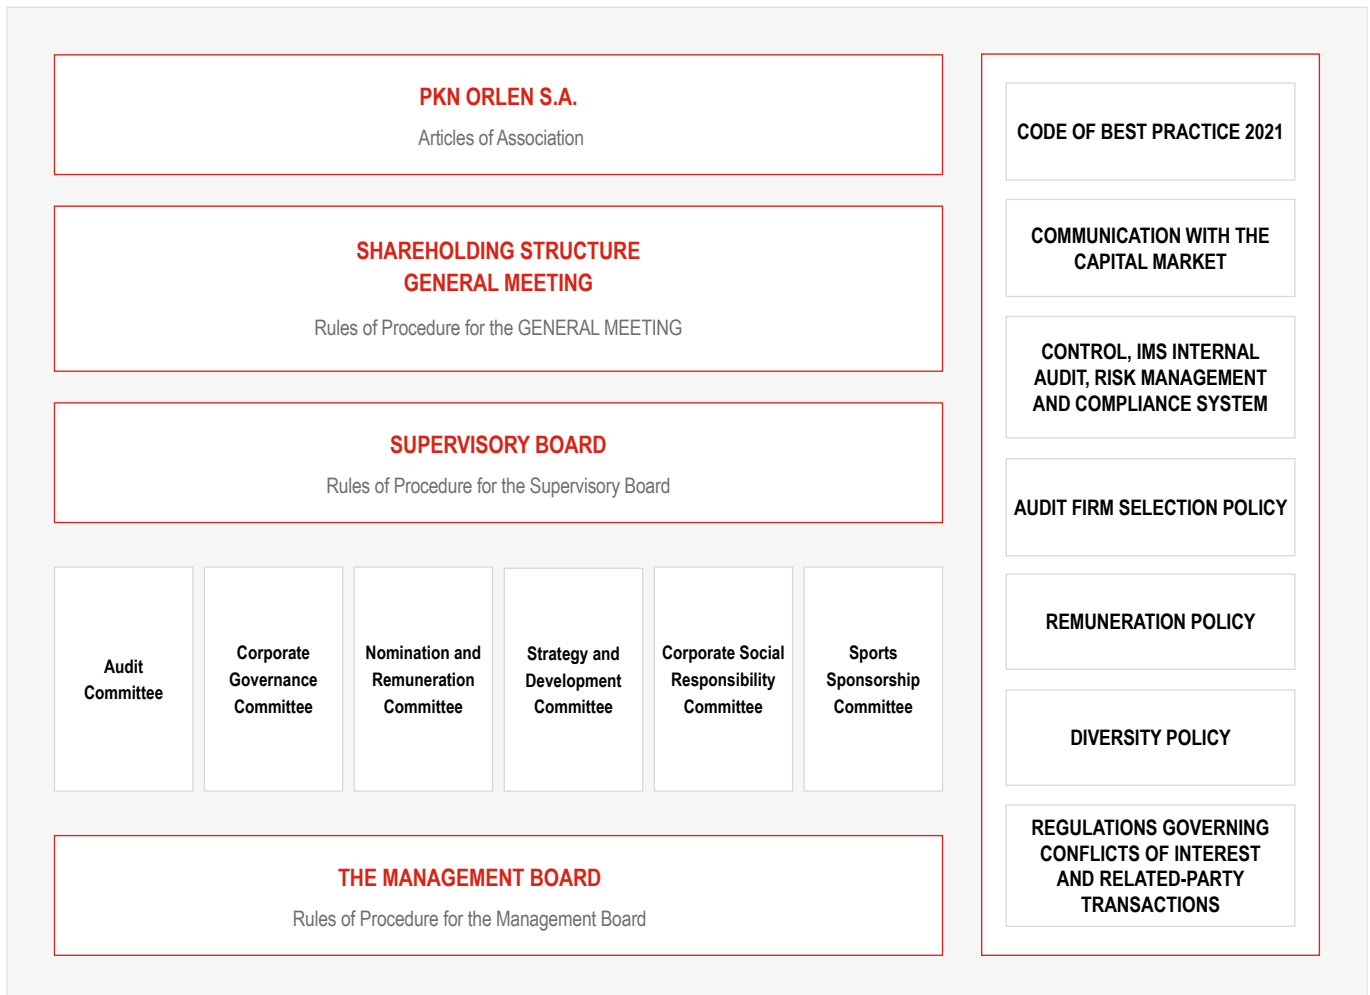 PKN ORLEN S.A.
Articles of Association
SHAREHOLDING STRUCTURE
GENERAL MEETING
Rules of Procedure for the GENERAL MEETING
SUPERVISORY BOARD
Rules of Procedure for the Supervisory Board
Audit
Committee
Corporate
Governance
Committee
Nomination and
Remuneration
Committee
Strategy and
Development
Committee
Corporate Social
Responsibility
Committee
Sports
Sponsorship
Committee
THE MANAGEMENT BOARD
Rules of Procedure for the Management Board
CODE OF BEST PRACTICE 2021
COMMUNICATION WITH THE
CAPITAL MARKET
CONTROL, IMS INTERNAL
AUDIT, RISK MANAGEMENT
AND COMPLIANCE SYSTEM
AUDIT FIRM SELECTION POLICY
REMUNERATION POLICY
DIVERSITY POLICY
REGULATIONS GOVERNING
CONFLICTS OF INTEREST
AND RELATED-PARTY
TRANSACTIONS